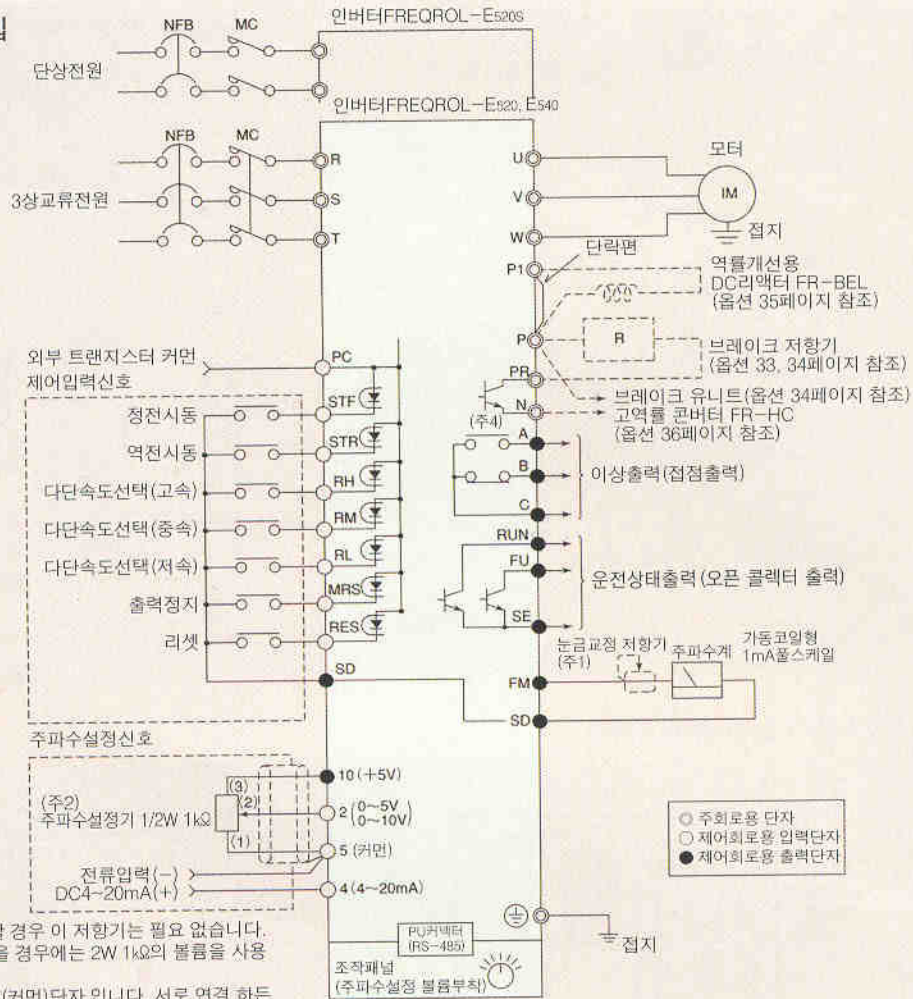 인버터FREQROL-E520S
NFB
MC
단상전원
인버터FREQROL-E520, E540
NFB
MC
3상교류전원
R
S
T
U
V
W
모터
IM
접지
단락편
P1
역률개선용
DC리액터 FR-BEL
(옵션 35페이지 참조)
P
R
브레이크 저항기
(옵션 33, 34페이지 참조)
PR
N
(주4)
브레이크 유니트(옵션 34페이지 참조)
고역률 콘버터 FR-HC
(옵션 36페이지 참조)
외부 트랜지스터 커먼
제어입력신호
PC
정전시동
STF
역전시동
STR
다단속도선택(고속)
RH
다단속도선택(중속)
RM
다단속도선택(저속)
RL
출력정지
MRS
리셋
RES
SD
A
B
C
이상출력(접점출력)
RUN
FU
SE
운전상태출력(오픈 콜렉터 출력)
눈금교정 저항기
(주1)
주파수계
가동코일형
1mA풀스케일
FM
SD
주파수설정신호
(주2)
주파수설정기 1/2W 1kΩ
(3)
(2)
(1)
10 (+5V)
2 (0~5V
0~10V)
5 (커먼)
전류입력(-)
DC4~20mA(+)
4 (4~20mA)
◎ 주회로용 단자
○ 제어회로용 입력단자
● 제어회로용 출력단자
접지
PU커넥터
(RS-485)
조작패널
(주파수설정 볼륨부착)
경우 이 저항기는 필요 없습니다.
경우에는 2W 1kΩ의 볼륨을 사용
(커먼)단자 입니다. 서로 연결 하든